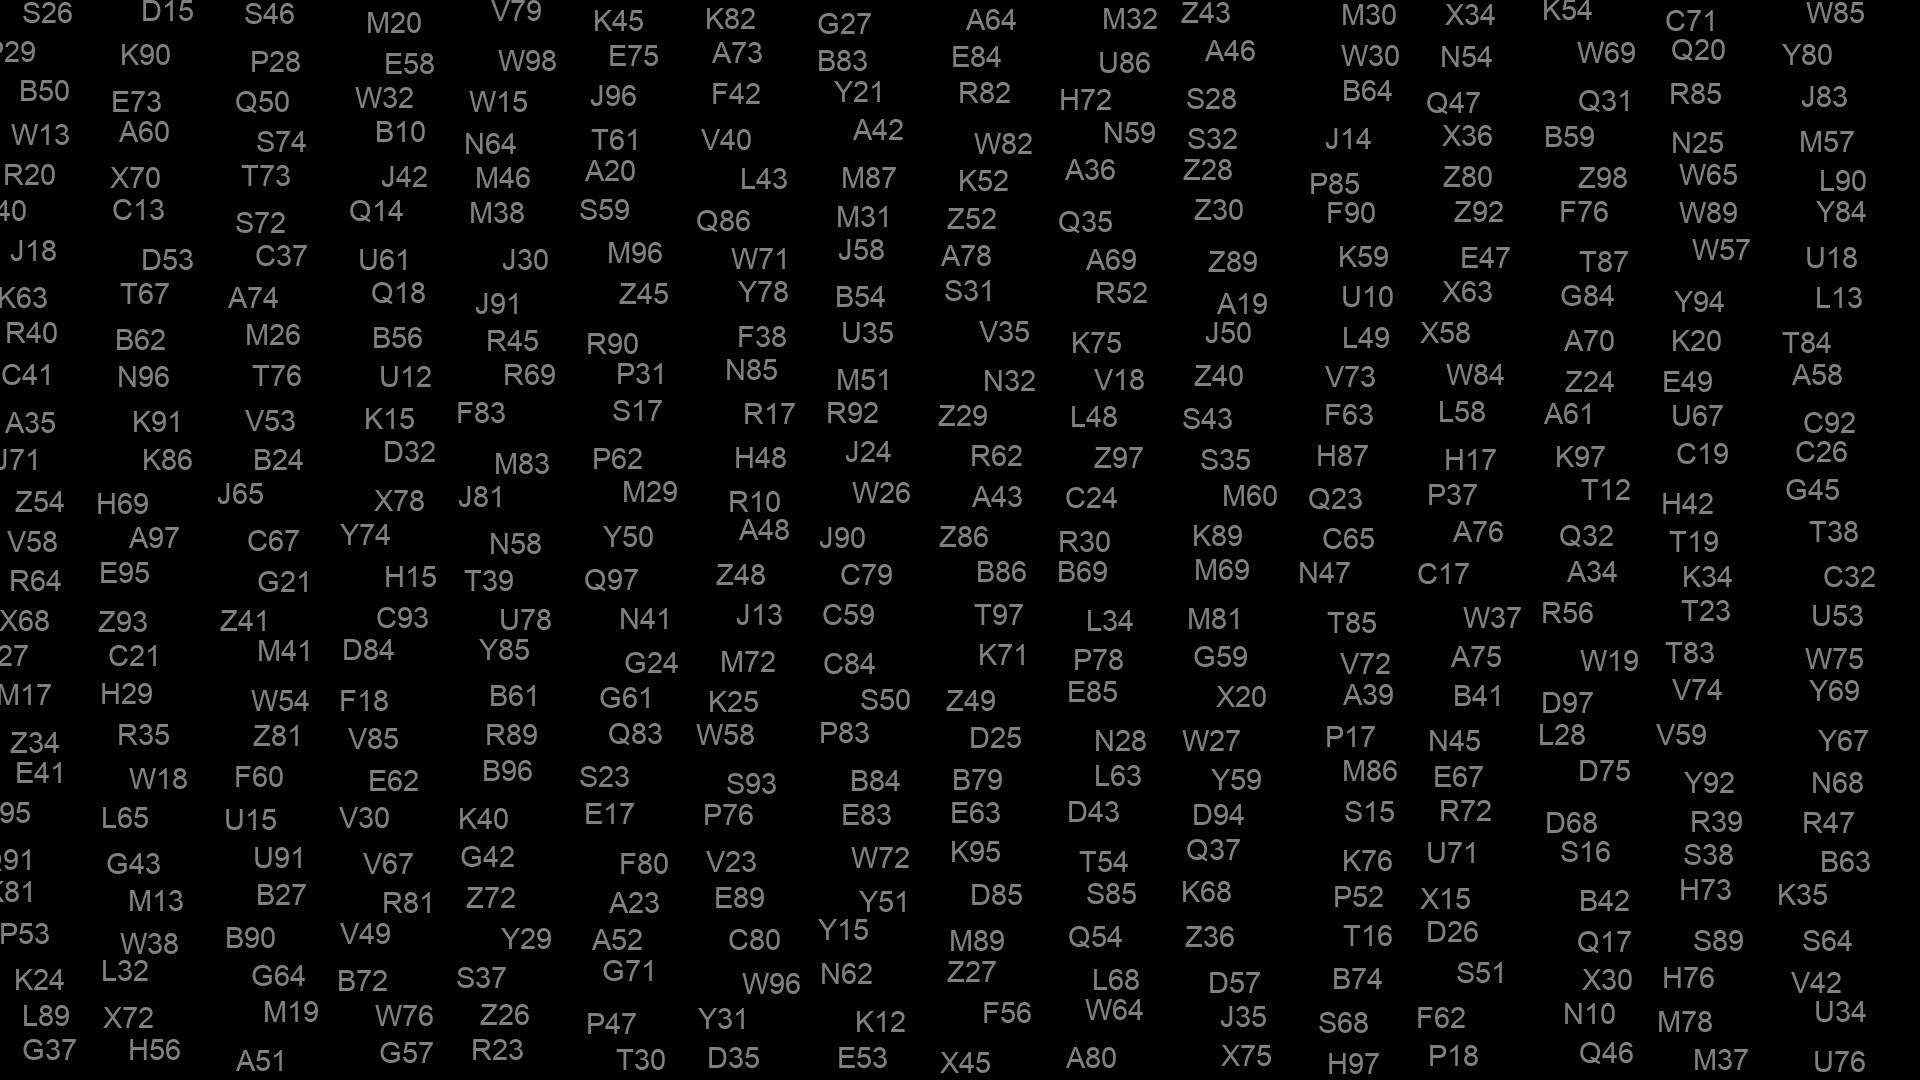 S26 D15 S46 M20 V79 K45 K82 G27 A64 M32 Z43 M30 X34 K54 C71 W85
P29 K90 P28 E58 W98 E75 A73 B83 E84 U86 A46 W30 N54 W69 Q20 Y80
B50 E73 Q50 W32 W15 J96 F42 Y21 R82 H72 S28 B64 Q47 Q31 R85 J83
W13 A60 S74 B10 N64 T61 V40 A42 W82 N59 S32 J14 X36 B59 N25 M57
R20 X70 T73 J42 M46 A20 L43 M87 K52 A36 Z28 P85 Z80 Z98 W65 L90
40 C13 S72 Q14 M38 S59 Q86 M31 Z52 Q35 Z30 F90 Z92 F76 W89 Y84
J18 D53 C37 U61 J30 M96 W71 J58 A78 A69 Z89 K59 E47 T87 W57 U18
K63 T67 A74 Q18 J91 Z45 Y78 B54 S31 R52 A19 U10 X63 G84 Y94 L13
R40 B62 M26 B56 R45 R90 F38 U35 V35 K75 J50 L49 X58 A70 K20 T84
C41 N96 T76 U12 R69 P31 N85 M51 N32 V18 Z40 V73 W84 Z24 E49 A58
A35 K91 V53 K15 F83 S17 R17 R92 Z29 L48 S43 F63 L58 A61 U67 C92
J71 K86 B24 D32 M83 P62 H48 J24 R62 Z97 S35 H87 H17 K97 C19 C26
Z54 H69 J65 X78 J81 M29 R10 W26 A43 C24 M60 Q23 P37 T12 H42 G45
V58 A97 C67 Y74 N58 Y50 A48 J90 Z86 R30 K89 C65 A76 Q32 T19 T38
R64 E95 G21 H15 T39 Q97 Z48 C79 B86 B69 M69 N47 C17 A34 K34 C32
X68 Z93 Z41 C93 U78 N41 J13 C59 T97 L34 M81 T85 W37 R56 T23 U53
27 C21 M41 D84 Y85 G24 M72 C84 K71 P78 G59 V72 A75 W19 T83 W75
M17 H29 W54 F18 B61 G61 K25 S50 Z49 E85 X20 A39 B41 D97 V74 Y69
Z34 R35 Z81 V85 R89 Q83 W58 P83 D25 N28 W27 P17 N45 L28 V59 Y67
E41 W18 F60 E62 B96 S23 S93 B84 B79 L63 Y59 M86 E67 D75 Y92 N68
95 L65 U15 V30 K40 E17 P76 E83 E63 D43 D94 S15 R72 D68 R39 R47
91 G43 U91 V67 G42 F80 V23 W72 K95 T54 Q37 K76 U71 S16 S38 B63
K81 M13 B27 R81 Z72 A23 E89 Y51 D85 S85 K68 P52 X15 B42 H73 K35
P53 W38 B90 V49 Y29 A52 C80 Y15 M89 Q54 Z36 T16 D26 Q17 S89 S64
K24 L32 G64 B72 S37 G71 W96 N62 Z27 L68 D57 B74 S51 X30 H76 V42
L89 X72 M19 W76 Z26 P47 Y31 K12 F56 W64 J35 S68 F62 N10 M78 U34
G37 H56 A51 G57 R23 T30 D35 E53 X45 A80 X75 H97 P18 Q46 M37 U76